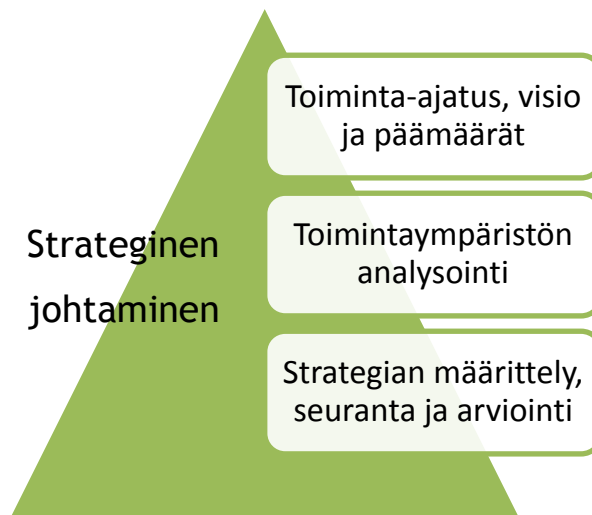 Toiminta-ajatus, visio
ja päämäärät
Strateginen
johtaminen
Toimintaympäristön
analysointi
Strategian määrittely,
seuranta ja arviointi